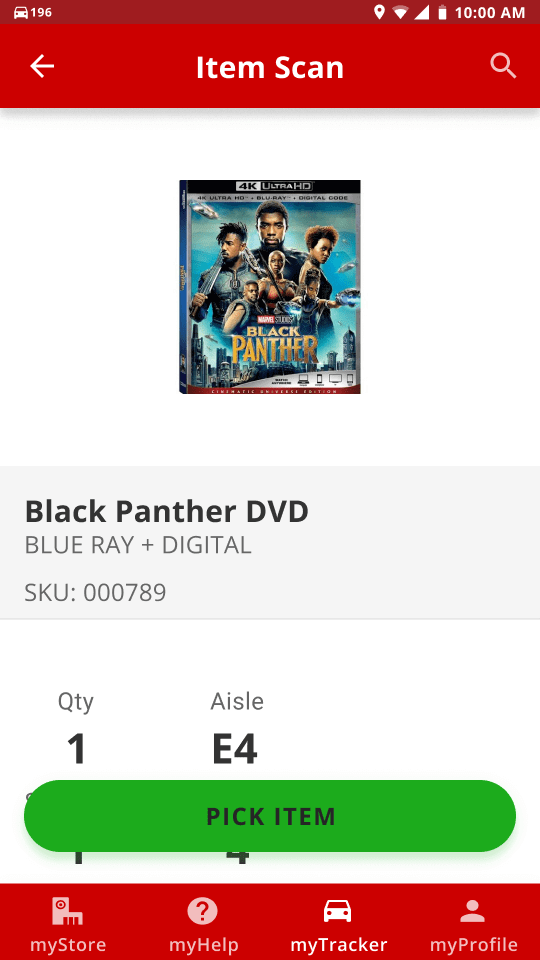 196
10:00 AM
Item Scan
4K ULTRA HD
4K ULTRA HD + BLU-RAY + DIGITAL CODE
MARVEL STUDIOS
BLACK
PANTHER
CINEMATIC UNIVERSE EDITION
Black Panther DVD
BLUE RAY + DIGITAL
SKU: 000789
Qty
Aisle
1
E4
PICK ITEM
1
4
myStore
myHelp
myTracker
myProfile